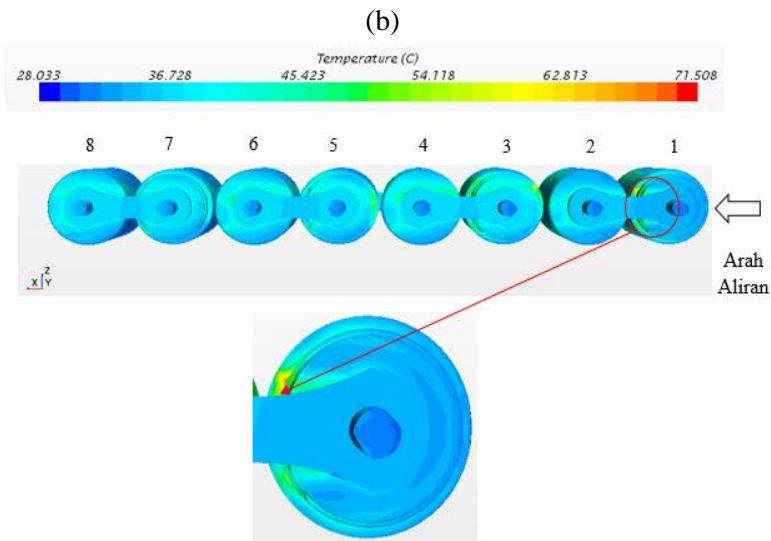 (b)
Temperature (C)
28.033 36.728 45.423 54.118 62.813 71.508
8 7 6 5 4 3 2 1
Z
X Y
Arah
Aliran